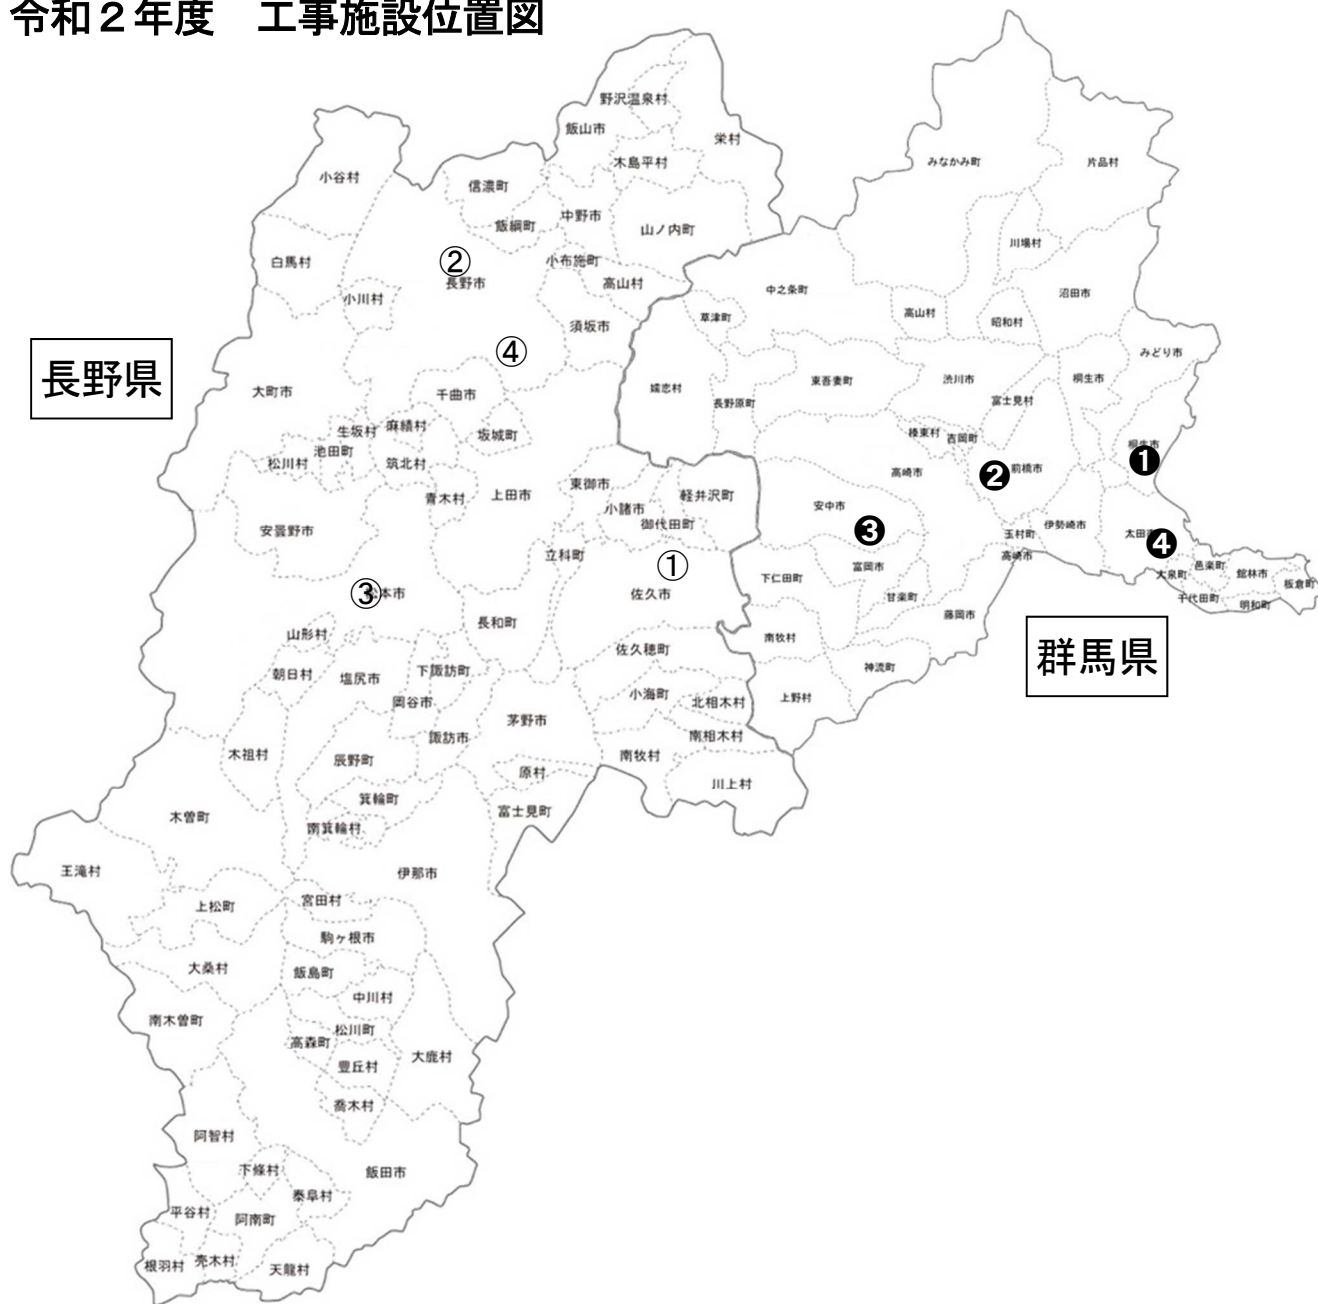 令和２年度　工事施設位置図
野沢温泉村
飯山市
栄村
木島平村
小谷村
信濃町
飯綱町
中野市
山ノ内町
白馬村
②
長野市
小布施町
高山村
小川村
須坂市
④
長野県
大町市
千曲市
生坂村
麻績村
坂城町
池田町
松川村
筑北村
青木村
上田市
東御市
軽井沢町
小諸市
御代田町
安曇野市
立科町
①
佐久市
③
松本市
長和町
山形村
佐久穂町
朝日村
塩尻市
下諏訪町
小海町
北相木村
岡谷市
茅野市
諏訪市
南相木村
木祖村
辰野町
南牧村
原村
川上村
箕輪町
富士見町
木曽町
南箕輪村
王滝村
伊那市
宮田村
上松町
駒ヶ根市
大桑村
飯島町
中川村
南木曽町
松川町
高森町
大鹿村
豊丘村
喬木村
阿智村
下條村
飯田市
泰阜村
平谷村
阿南町
根羽村
売木村
天龍村
みなかみ町
片品村
川場村
中之条町
沼田市
草津町
高山村
昭和村
みどり市
嬬恋村
東吾妻町
渋川市
桐生市
長野原町
富士見村
榛東村
吉岡町
桐生市
❶
高崎市
❷
前橋市
安中市
❸
玉村町
伊勢崎市
太田市
❹
高崎市
富岡市
下仁田町
大泉町
邑楽町
館林市
板倉町
甘楽町
千代田町
明和町
藤岡市
南牧村
神流町
上野村
群馬県